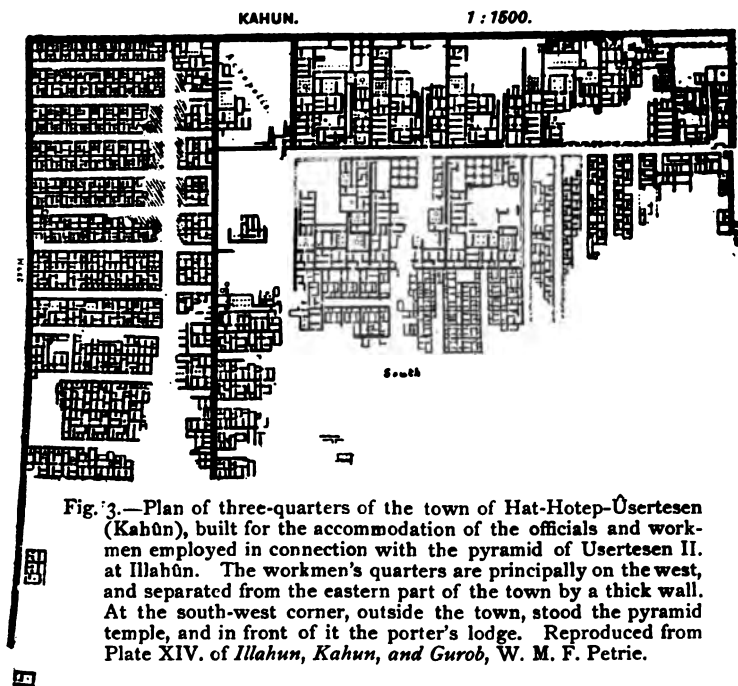 KAHUN. 1 : 1500.
Acropolis
West
South
Fig. 3.—Plan of three-quarters of the town of Hat-Hotep-Ûsertesen
(Kahûn), built for the accommodation of the officials and work-
men employed in connection with the pyramid of Usertesen II.
at Illahûn. The workmen's quarters are principally on the west,
and separated from the eastern part of the town by a thick wall.
At the south-west corner, outside the town, stood the pyramid
temple, and in front of it the porter's lodge. Reproduced from
Plate XIV. of Illahun, Kahun, and Gurob, W. M. F. Petrie.